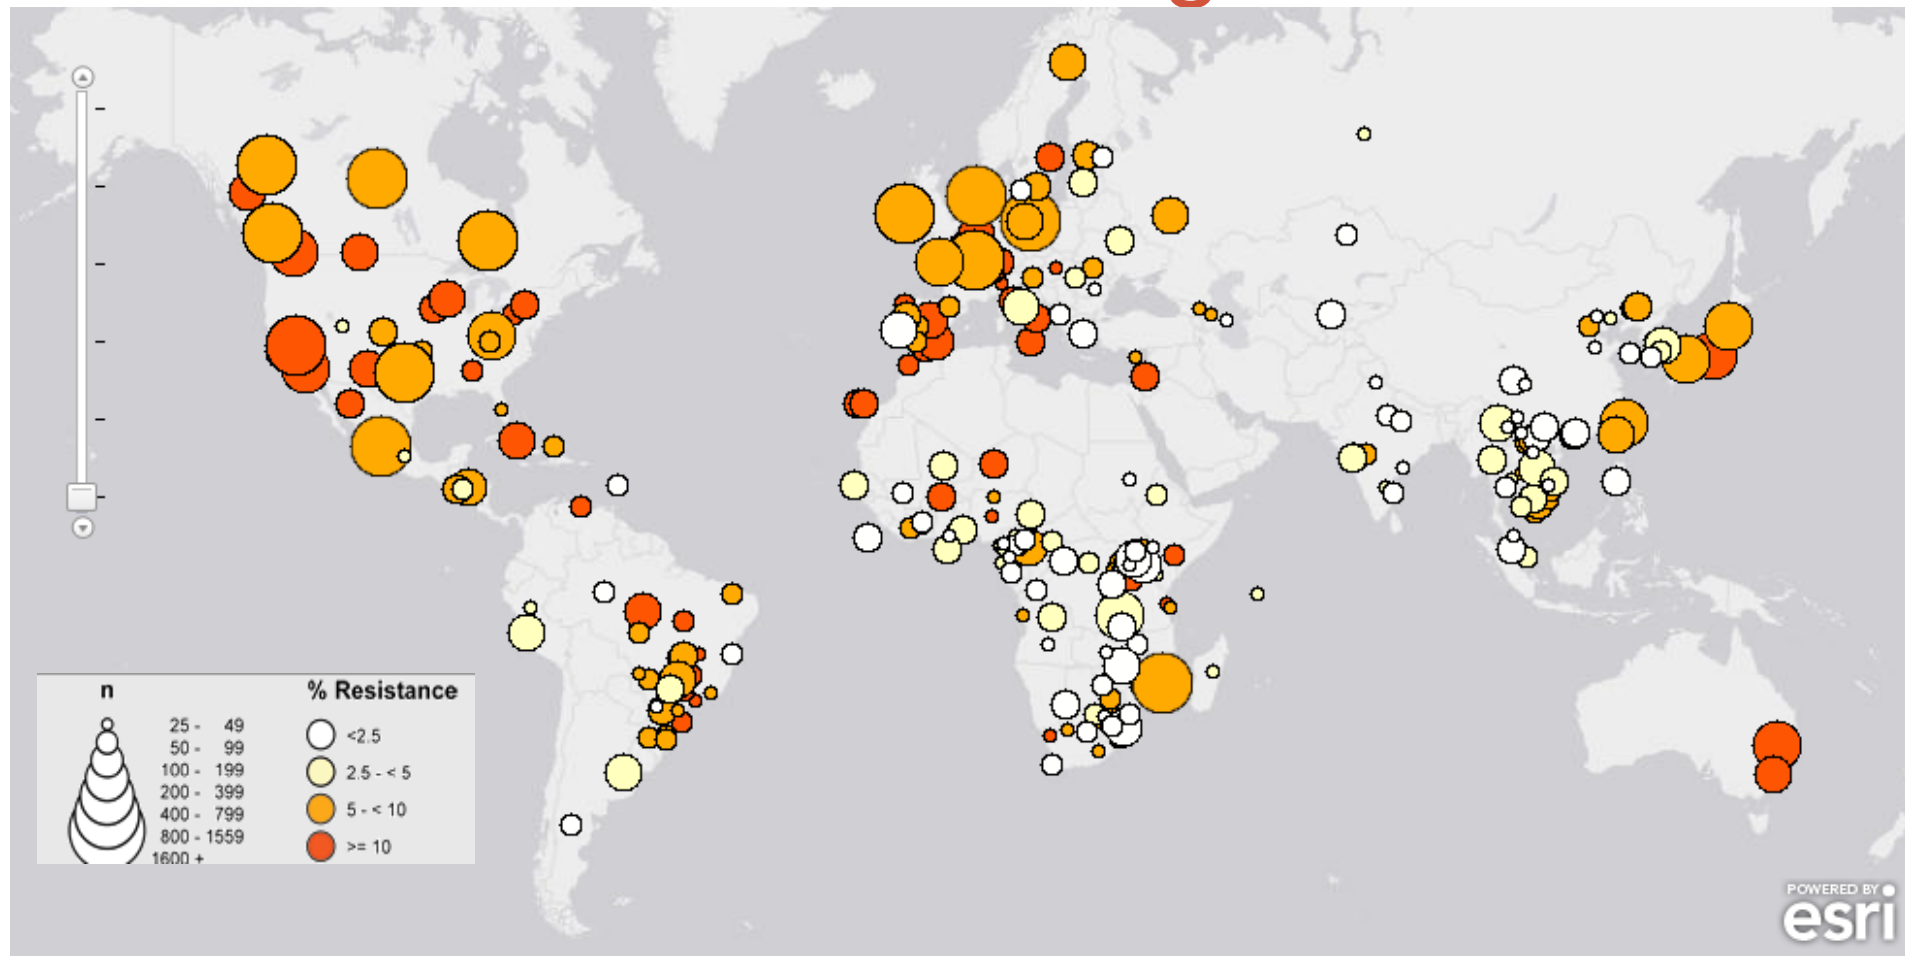 n
% Resistance
25 - 49
50 - 99
100 - 199
200 - 399
400 - 799
800 - 1559
1600 +
<2.5
2.5 - < 5
5 - < 10
>= 10
POWERED BY
esri